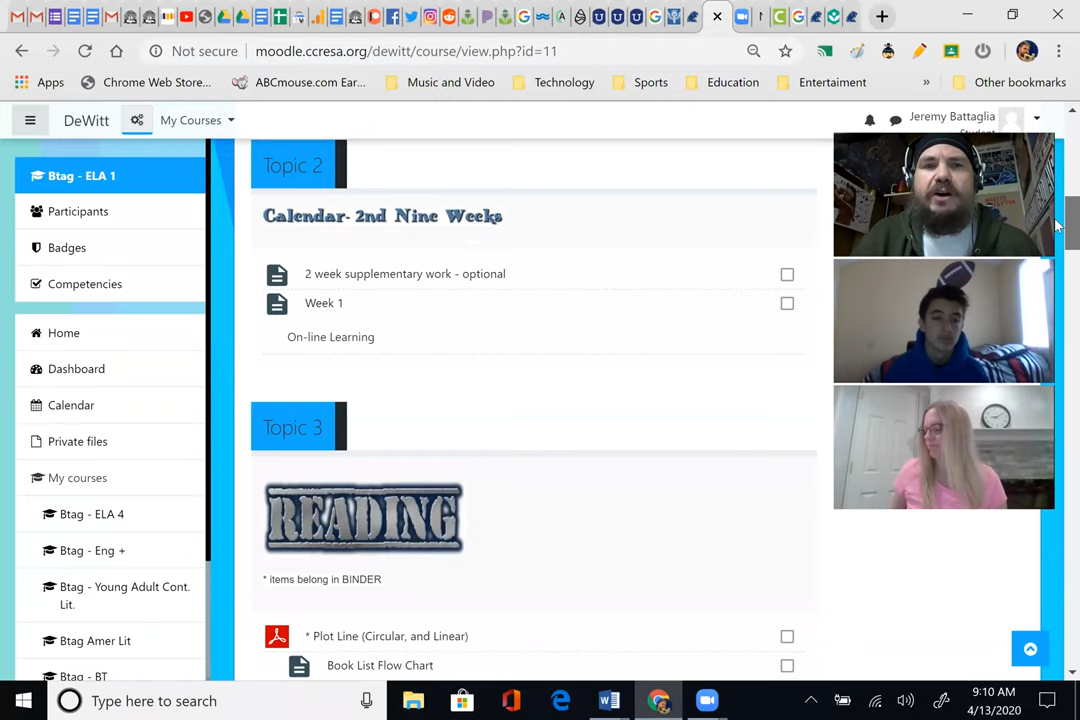 Not secure
moodle.ccresa.org/dewitt/course/view.php?id=11
Apps
Chrome Web Store...
ABCmouse.com Ear...
Music and Video
Technology
Sports
Education
Entertaiment
»
Other bookmarks
DeWitt
My Courses
Jeremy Battaglia
Student
Btag - ELA 1
Participants
Badges
Competencies
Home
Dashboard
Calendar
Private files
My courses
Btag - ELA 4
Btag - Eng +
Btag - Young Adult Cont.
Lit.
Btag Amer Lit
Btag - BT
Topic 2
Calendar- 2nd Nine Weeks
2 week supplementary work - optional
Week 1
On-line Learning
Topic 3
READING
* items belong in BINDER
* Plot Line (Circular, and Linear)
Book List Flow Chart
Type here to search
9:10 AM
4/13/2020